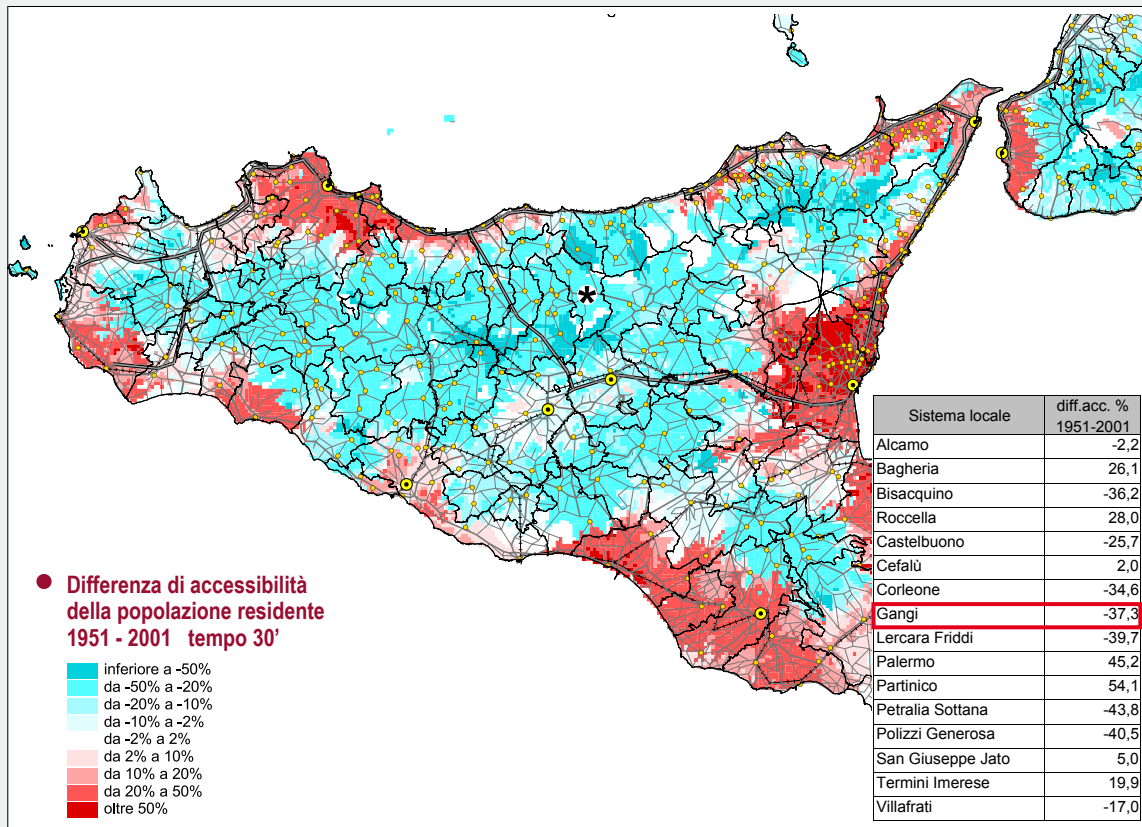 Differenza di accessibilità
della popolazione residente
1951 - 2001 tempo 30'
inferiore a -50%
da -50% a -20%
da -20% a -10%
da -10% a -2%
da -2% a 2%
da 2% a 10%
da 10% a 20%
da 20% a 50%
oltre 50%
Sistema locale diff.acc. % 1951-2001
Alcamo -2,2
Bagheria 26,1
Bisacquino -36,2
Roccella 28,0
Castelbuono -25,7
Cefalù 2,0
Corleone -34,6
Gangi -37,3
Lercara Friddi -39,7
Palermo 45,2
Partinico 54,1
Petralia Sottana -43,8
Polizzi Generosa -40,5
San Giuseppe Jato 5,0
Termini Imerese 19,9
Villafrati -17,0